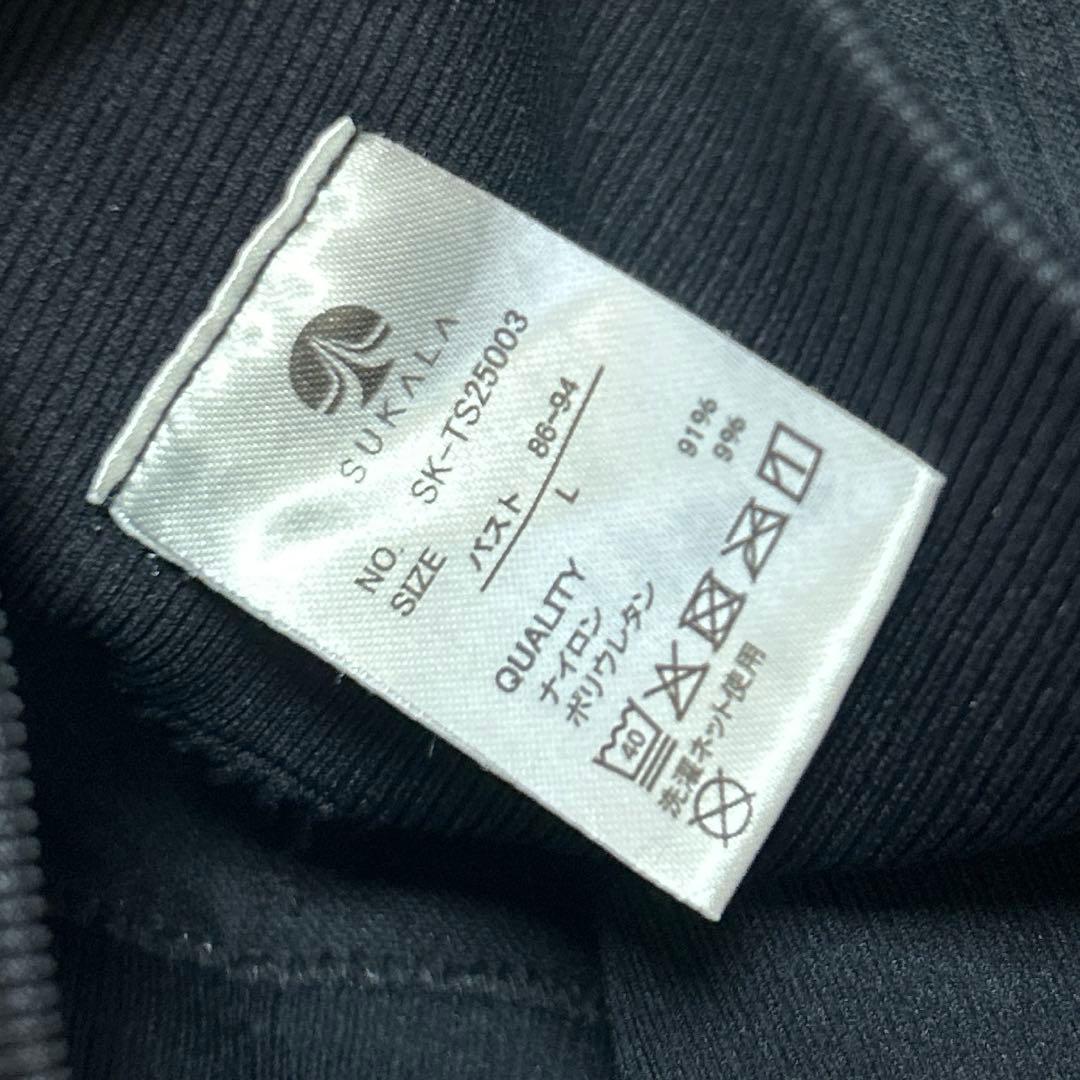 SUKALA
NO. SK-TS25003
SIZE
バスト 86-94
L
QUALITY
ナイロン 91%
ポリウレタン 9%
40
洗濯ネット使用